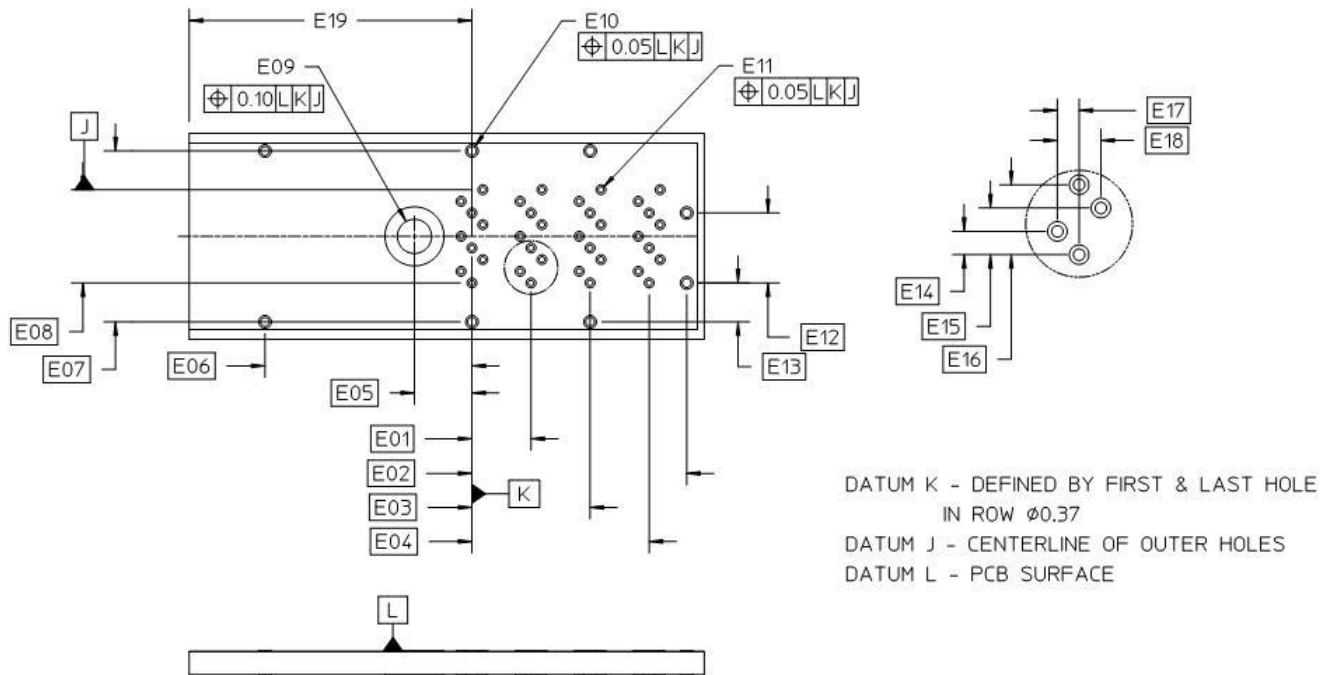 E19
E10
⌖ 0.05 L K J
E09
⌖ 0.10 L K J
E11
⌖ 0.05 L K J
J
E17
E18
E14
E15
E16
E08
E07
E06
E05
E12
E13
E01
E02
K
E03
E04
DATUM K - DEFINED BY FIRST & LAST HOLE
IN ROW ⌀0.37
DATUM J - CENTERLINE OF OUTER HOLES
DATUM L - PCB SURFACE
L